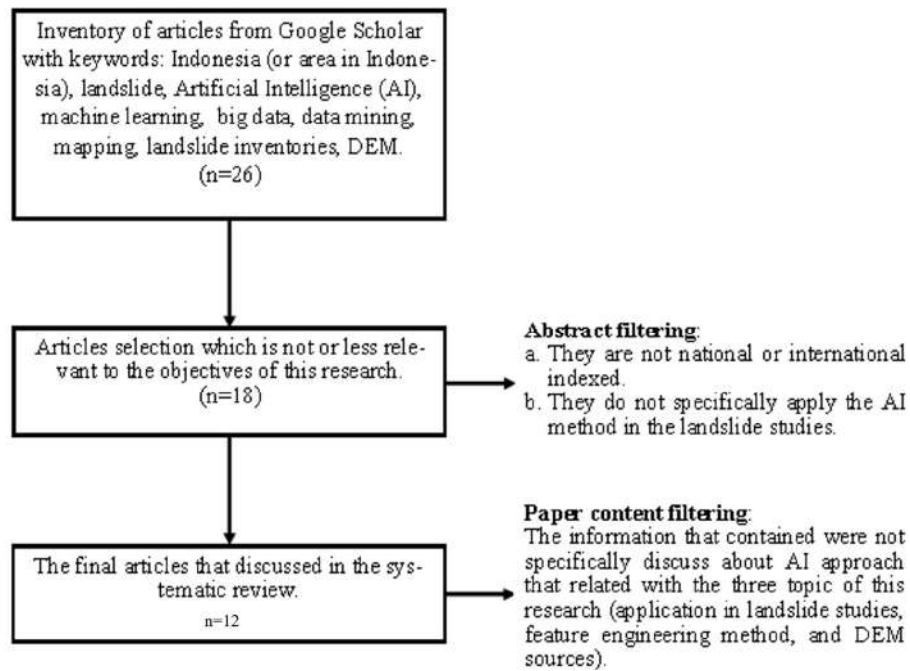 Inventory of articles from Google Scholar
with keywords: Indonesia (or area in Indone-
sia), landslide, Artificial Intelligence (AI),
machine learning, big data, data mining,
mapping, landslide inventories, DEM.
(n=26)
Articles selection which is not or less rele-
vant to the objectives of this research.
(n=18)
Abstract filtering:
a. They are not national or international
indexed.
b. They do not specifically apply the AI
method in the landslide studies.
The final articles that discussed in the sys-
tematic review.
n=12
Paper content filtering:
The information that contained were not
specifically discuss about AI approach
that related with the three topic of this
research (application in landslide studies,
feature engineering method, and DEM
sources).